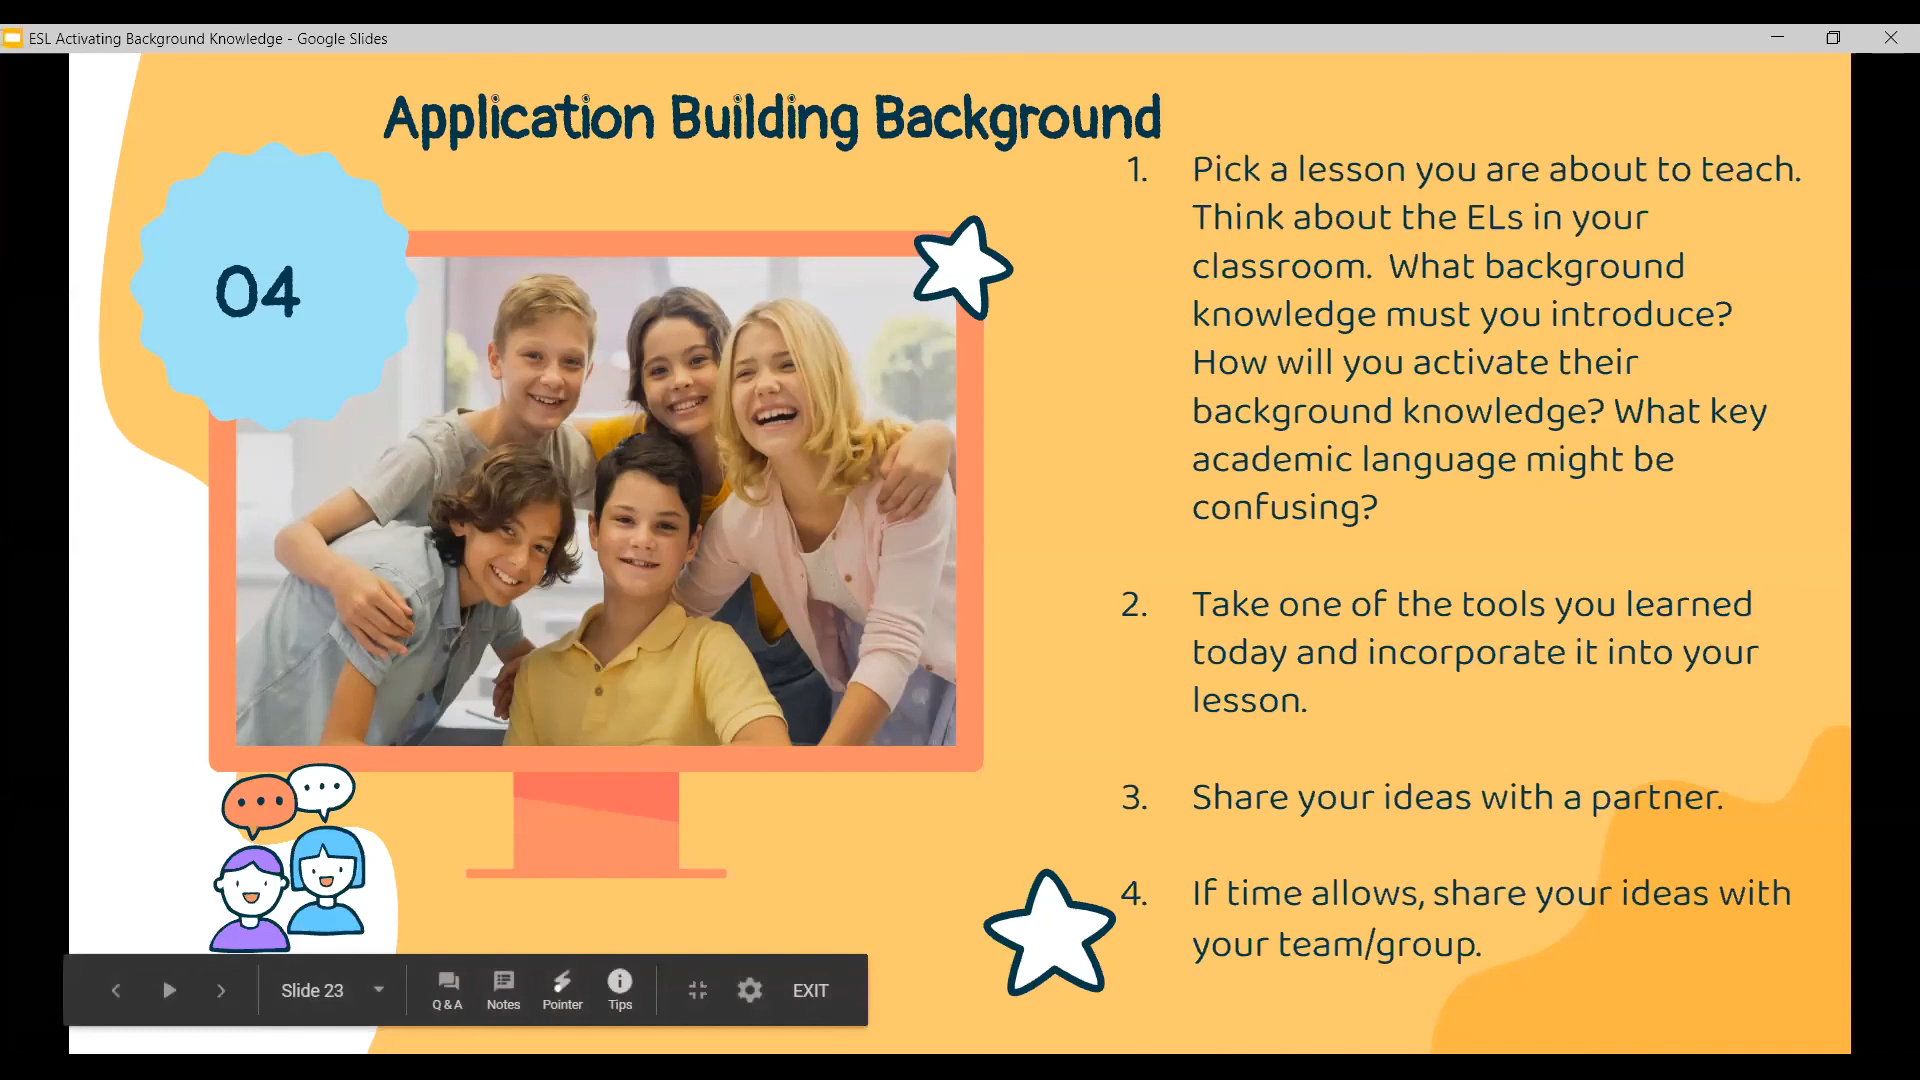 ESL Activating Background Knowledge - Google Slides
Application Building Background
04
1. Pick a lesson you are about to teach.
Think about the ELs in your
classroom.  What background
knowledge must you introduce?
How will you activate their
background knowledge? What key
academic language might be
confusing?
2. Take one of the tools you learned
today and incorporate it into your
lesson.
3. Share your ideas with a partner.
4. If time allows, share your ideas with
your team/group.
Slide 23
Q & A
Notes
Pointer
Tips
EXIT